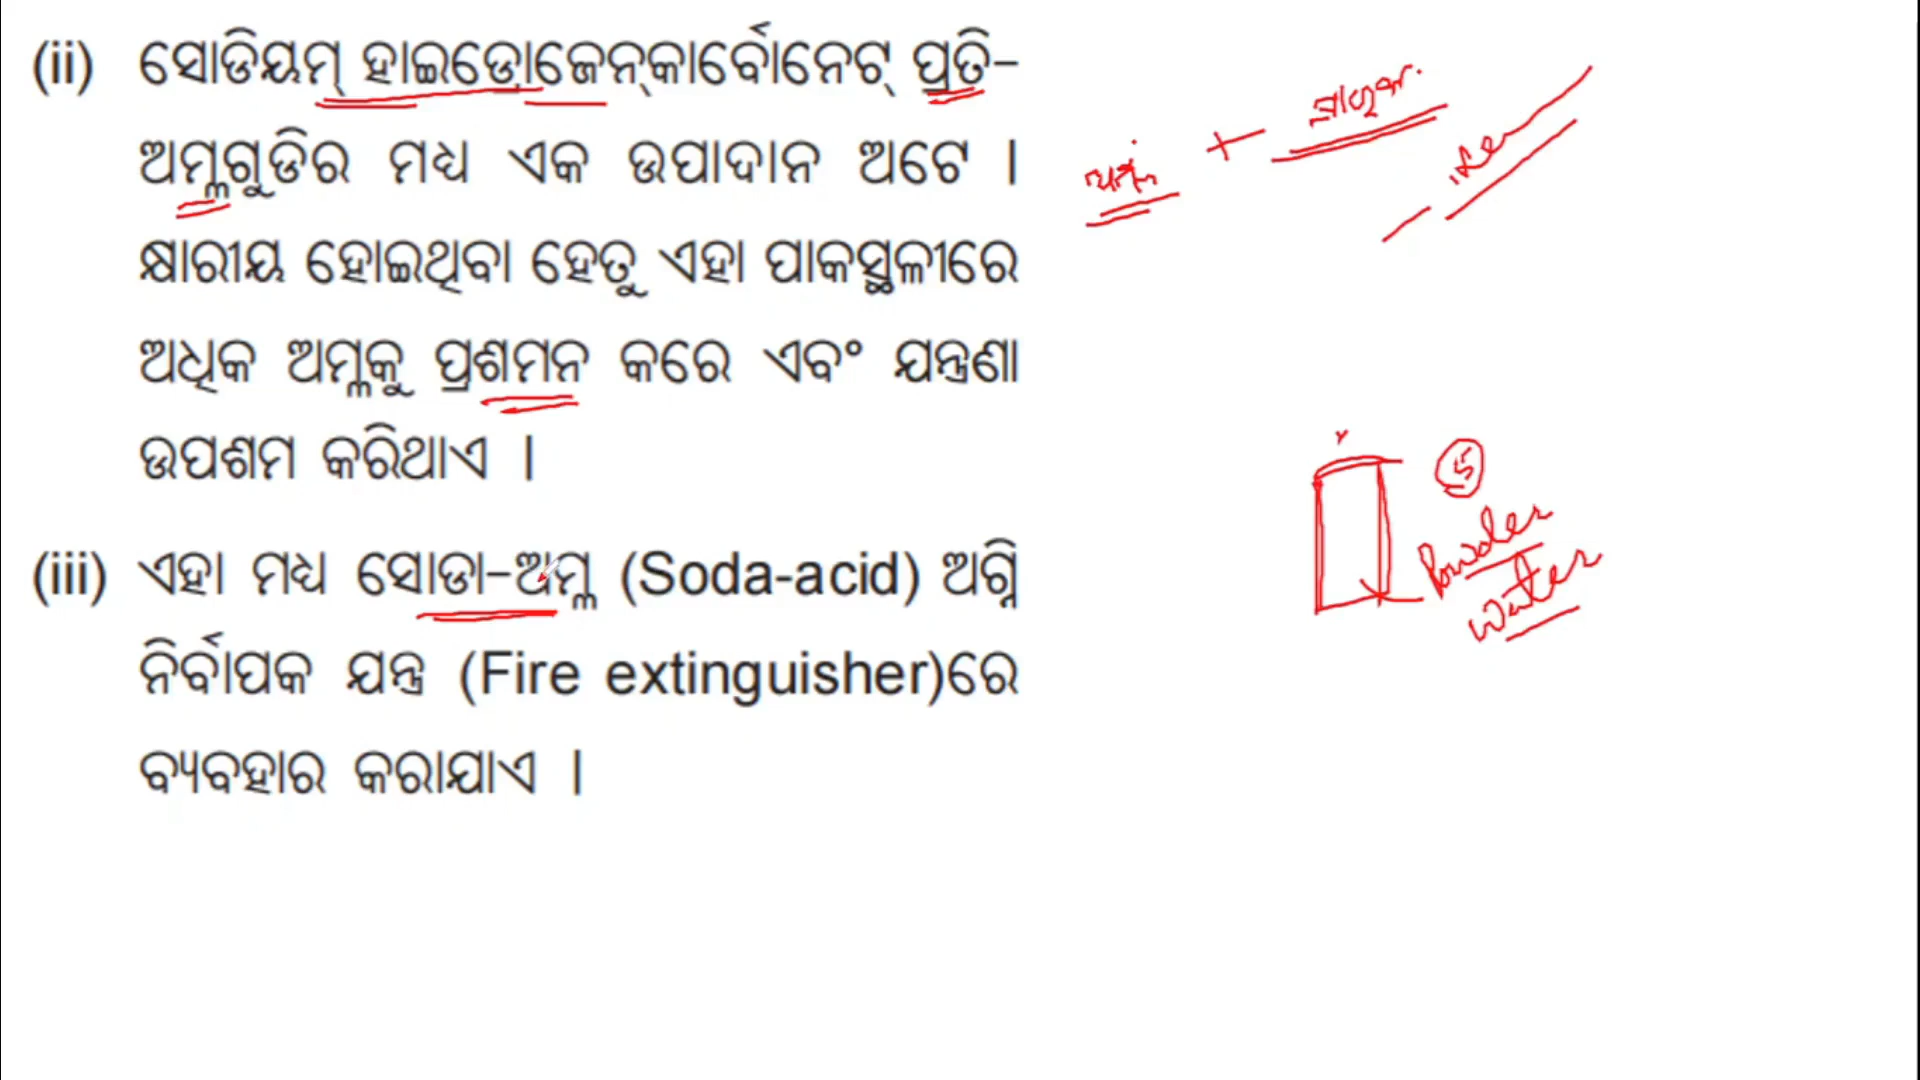 (ii) ସୋଡିୟମ୍ ହାଇଡ୍ରୋଜେନ୍‌କାର୍ବୋନେଟ୍ ପ୍ରତି-
ଅମ୍ଳଗୁଡିର ମଧ୍ୟ ଏକ ଉପାଦାନ ଅଟେ ।
କ୍ଷାରୀୟ ହୋଇଥିବା ହେତୁ ଏହା ପାକସ୍ଥଳୀରେ
ଅଧିକ ଅମ୍ଳକୁ ପ୍ରଶମନ କରେ ଏବଂ ଯନ୍ତ୍ରଣା
ଉପଶମ କରିଥାଏ ।
(iii) ଏହା ମଧ୍ୟ ସୋଡା-ଅମ୍ଳ (Soda-acid) ଅଗ୍ନି
ନିର୍ବାପକ ଯନ୍ତ୍ର (Fire extinguisher)ରେ
ବ୍ୟବହାର କରାଯାଏ ।
+
5
Powder
water